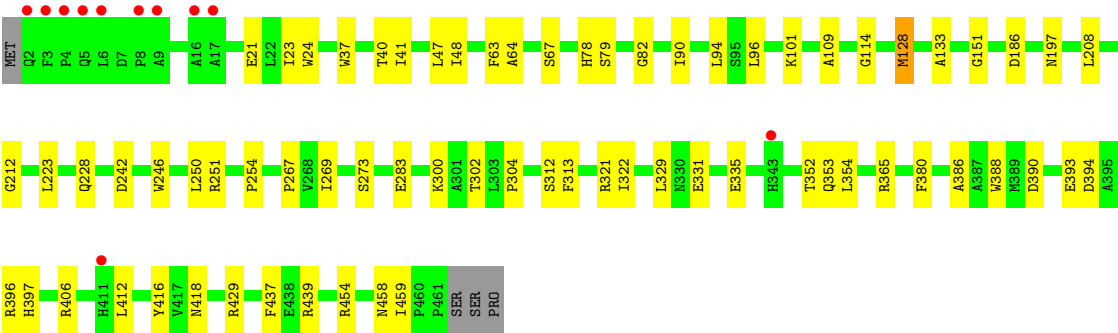 MET Q2 F3 P4 Q5 L6 D7 P8 A9 A16 A17 E21 L22 I23 W24 W37 T40 I41 L47 I48 F63 A64 S67 H78 S79 G82 I90 L94 S95 L96 K101 A109 G114 M128 A133 G151 D186 N197 L208
G212 L223 Q228 D242 W246 L250 R251 P254 P267 V268 I269 S273 E283 K300 A301 T302 L303 P304 S312 F313 R321 I322 L329 N330 E331 E335 H343 T352 Q353 L354 R365 F380 A386 A387 W388 M389 D390 E393 D394 A395
R396 H397 R406 H411 L412 Y416 V417 N418 R429 F437 E438 R439 R454 N458 I459 P460 P461 SER SER PRO